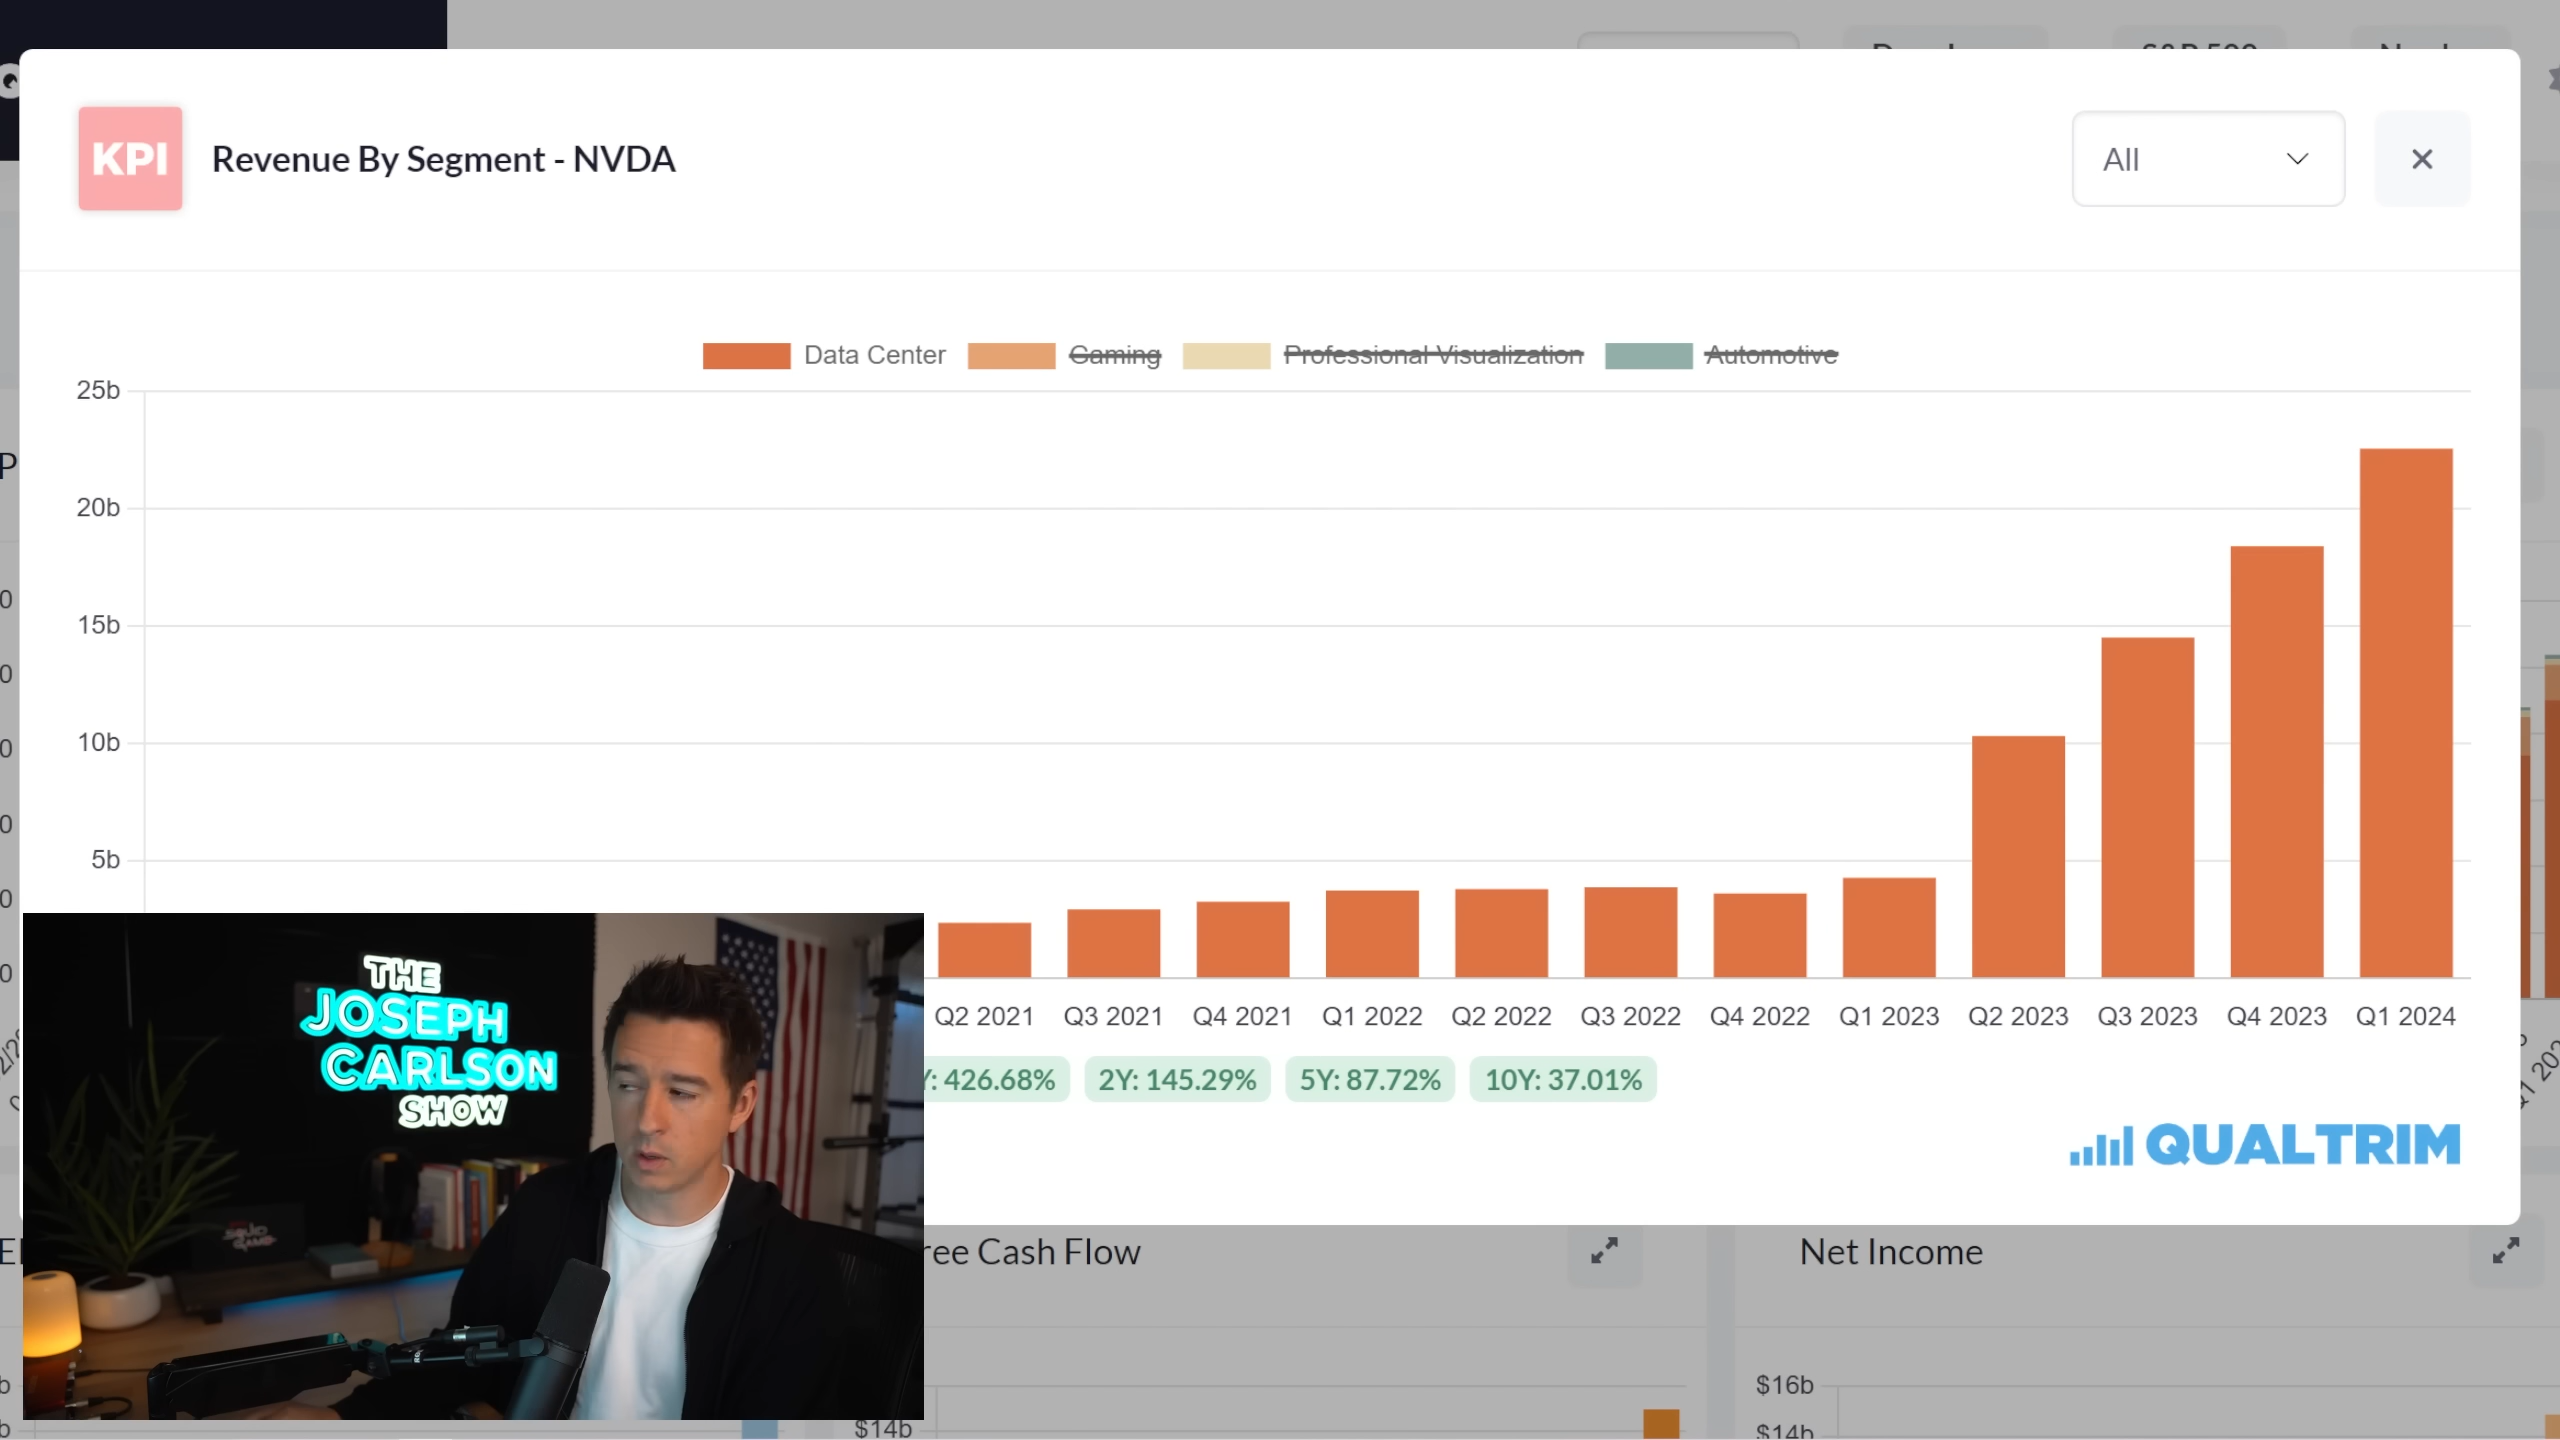 S&P 500
KPI
Revenue By Segment - NVDA
All
Data Center
Gaming
Professional Visualization
Automotive
25b
20b
15b
10b
5b
Q2 2021
Q3 2021
Q4 2021
Q1 2022
Q2 2022
Q3 2022
Q4 2022
Q1 2023
Q2 2023
Q3 2023
Q4 2023
Q1 2024
Y: 426.68%
2Y: 145.29%
5Y: 87.72%
10Y: 37.01%
QUALTRIM
THE
JOSEPH
CARLSON
SHOW
ree Cash Flow
Net Income
$14b
$16b
$14b